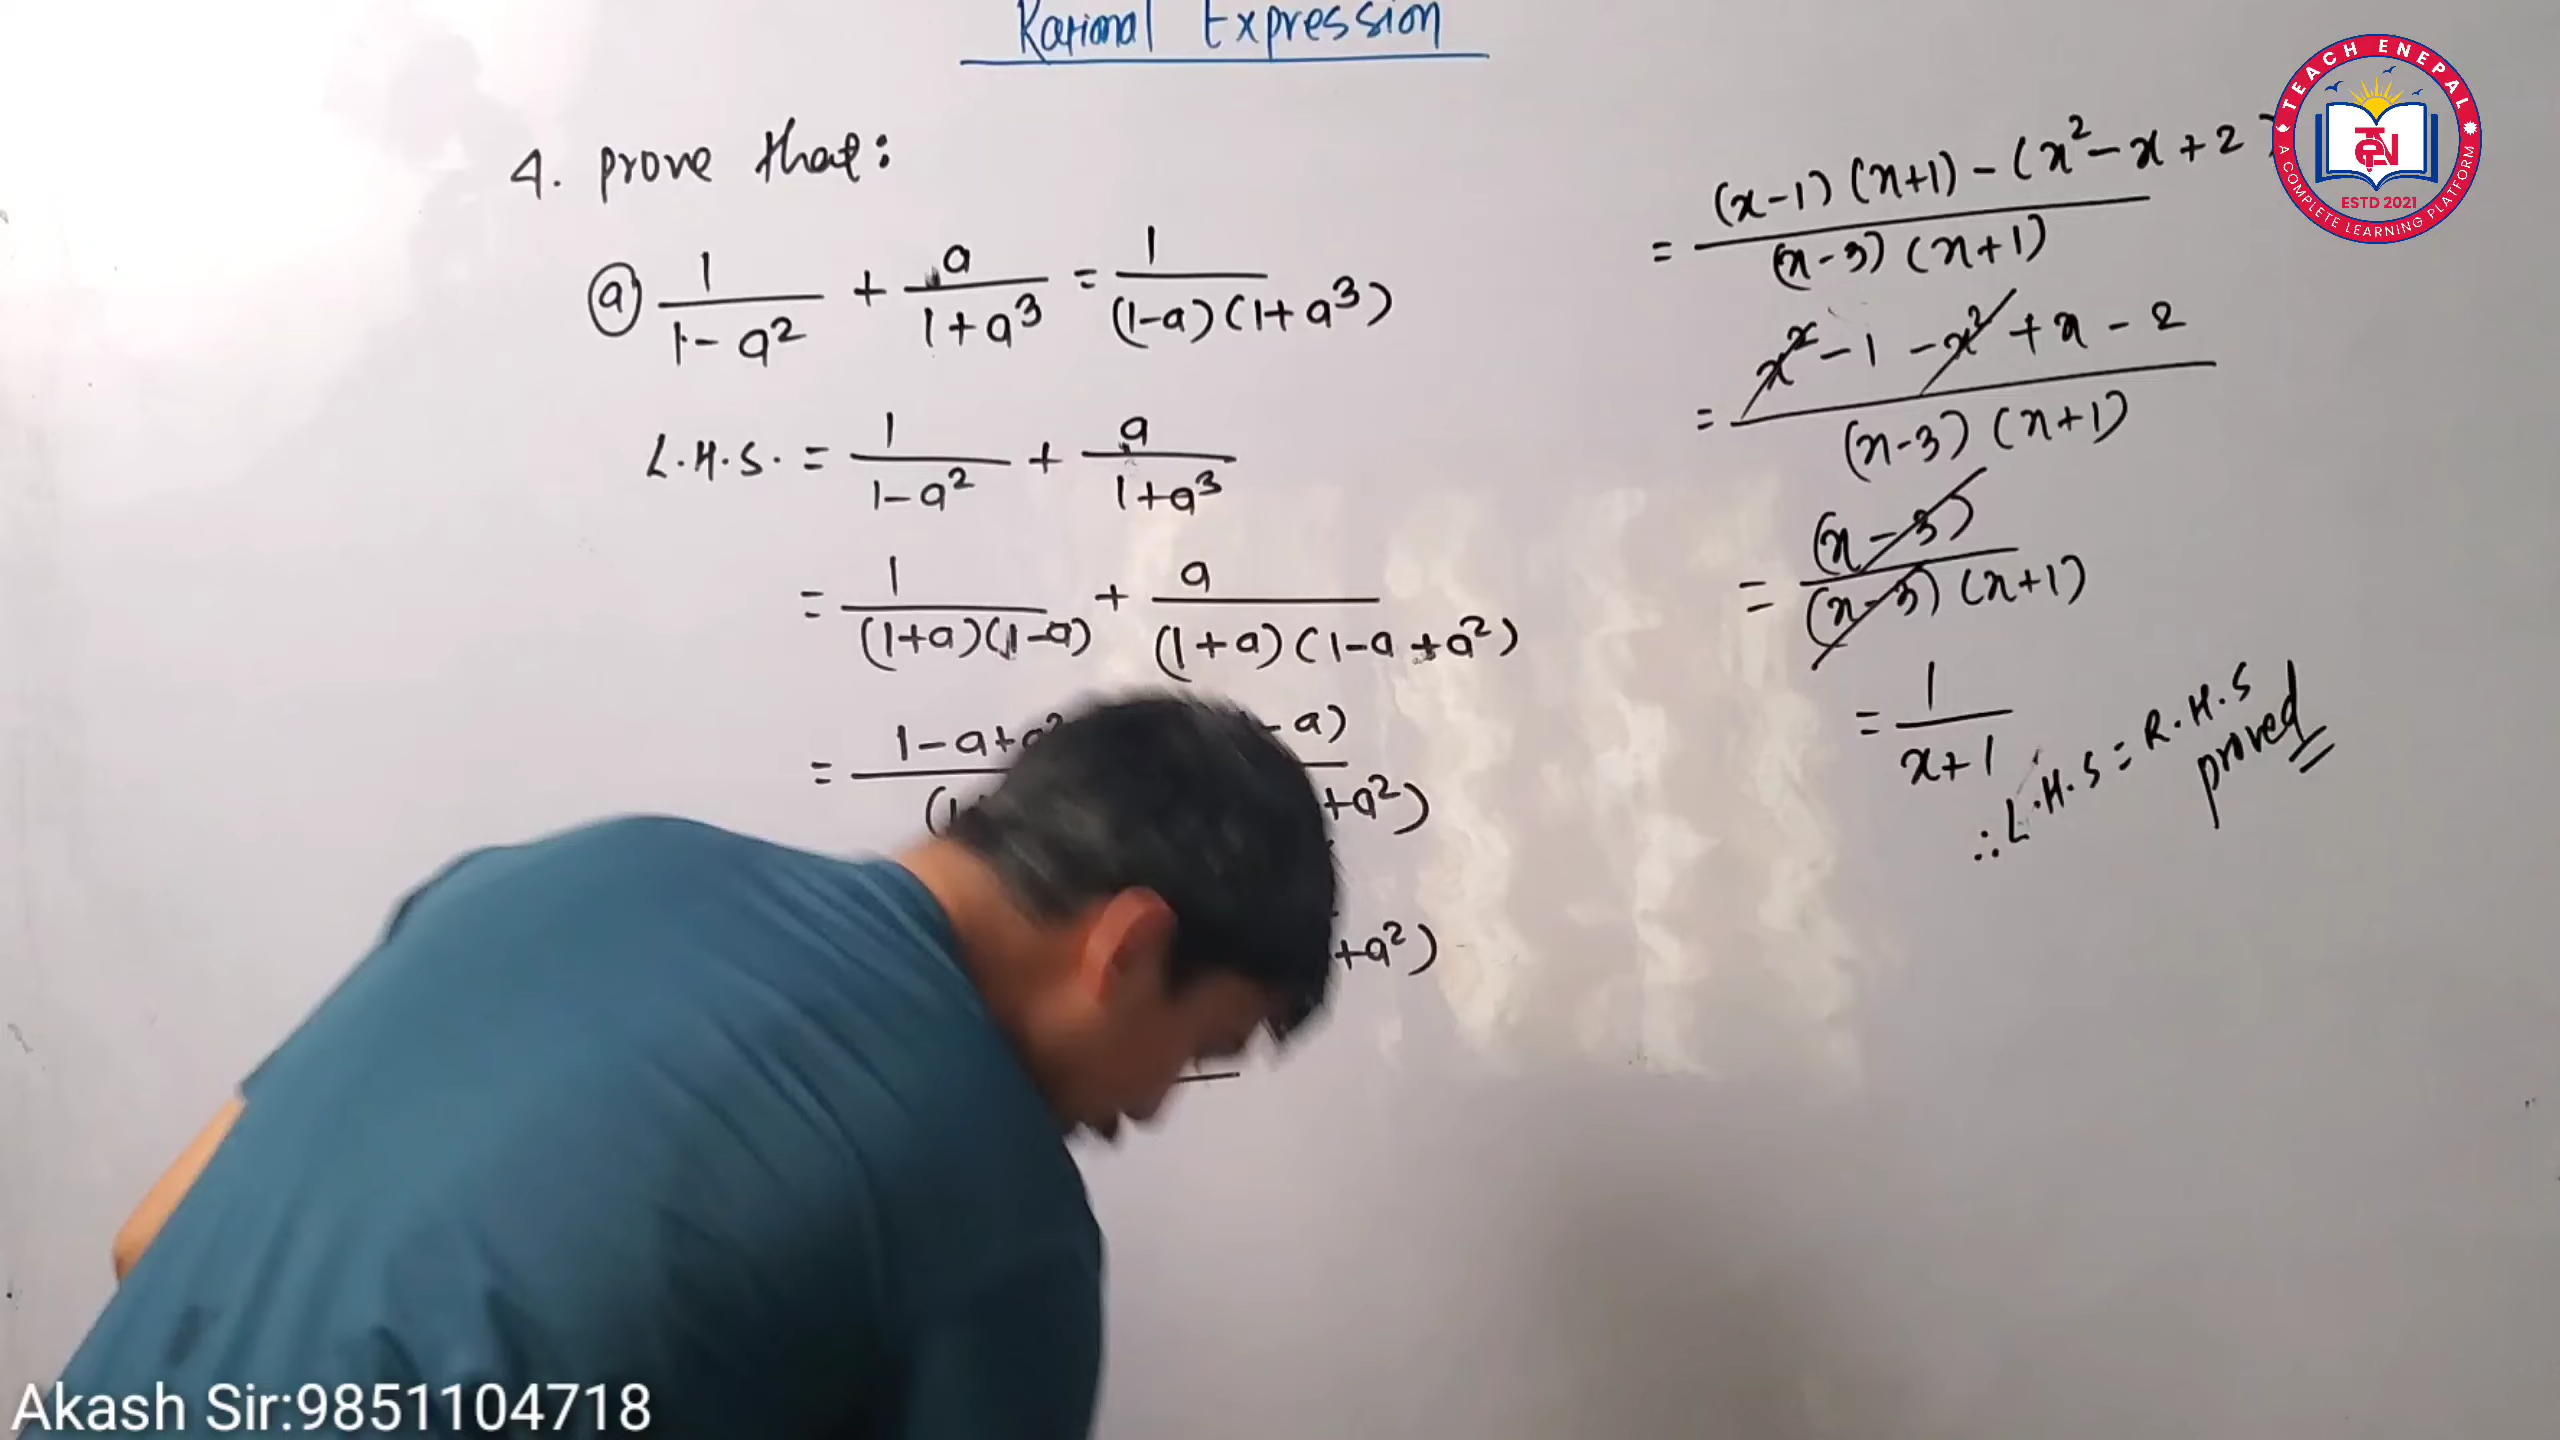 Rational Expression
4. prove that:
(a) 1/(1-a²) + a/(1+a³) = 1/((1-a)(1+a³))
L.H.S. = 1/(1-a²) + a/(1+a³)
= 1/((1+a)(1-a)) + a/((1+a)(1-a+a²))
1-a+a² -a)
= +a²)
+a²)
= ((x-1)(x+1)-(x²-x+2)/((x-3)(x+1))
= (x²-1-x²+x-2)/((x-3)(x+1))
= (x-3)/((x-3)(x+1))
= 1/(x+1)
∴ L.H.S = R.H.S
proved
TEACH ENEPAL
TEN
ESTD 2021
A COMPLETE LEARNING PLATFORM
Akash Sir:9851104718